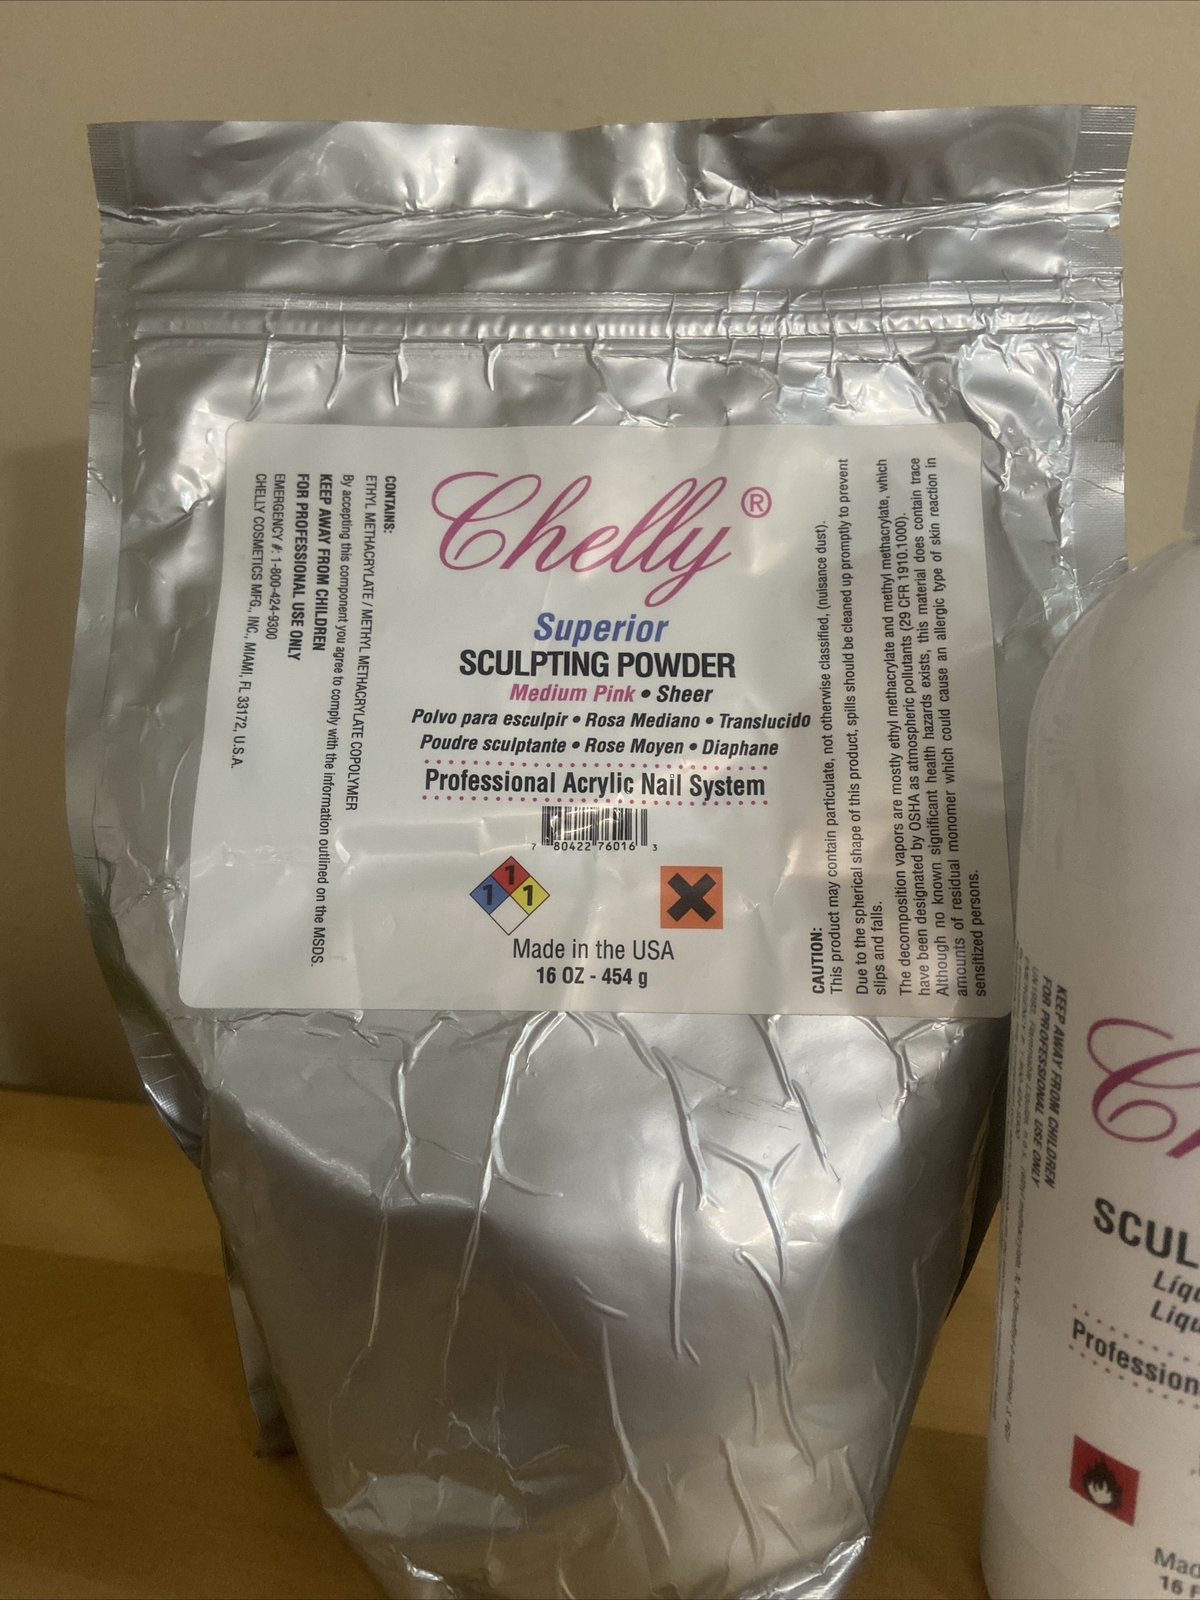 Chelly®
Superior
SCULPTING POWDER
Medium Pink • Sheer
Polvo para esculpir • Rosa Mediano • Translucido
Poudre sculptante • Rose Moyen • Diaphane
Professional Acrylic Nail System
7 80422 76016 3
1
1
1
Made in the USA
16 OZ - 454 g
CONTAINS:
ETHYL METHACRYLATE / METHYL METHACRYLATE COPOLYMER
By accepting this component you agree to comply with the information outlined on the MSDS.
KEEP AWAY FROM CHILDREN
FOR PROFESSIONAL USE ONLY
EMERGENCY #: 1-800-424-9300
CHELLY COSMETICS MFG., INC., MIAMI, FL 33172, U.S.A.
CAUTION:
This product may contain particulate, not otherwise classified, (nuisance dust).
Due to the spherical shape of this product, spills should be cleaned up promptly to prevent
slips and falls.
The decomposition vapors are mostly ethyl methacrylate and methyl methacrylate, which
have been designated by OSHA as atmospheric pollutants (29 CFR 1910.1000).
Although no known significant health hazards exists, this material does contain trace
amounts of residual monomer which could cause an allergic type of skin reaction in
sensitized persons.
KEEP AWAY FROM CHILDREN
FOR PROFESSIONAL USE ONLY
C
SCUL
Líqu
Liqu
Profession
Mad
16 F